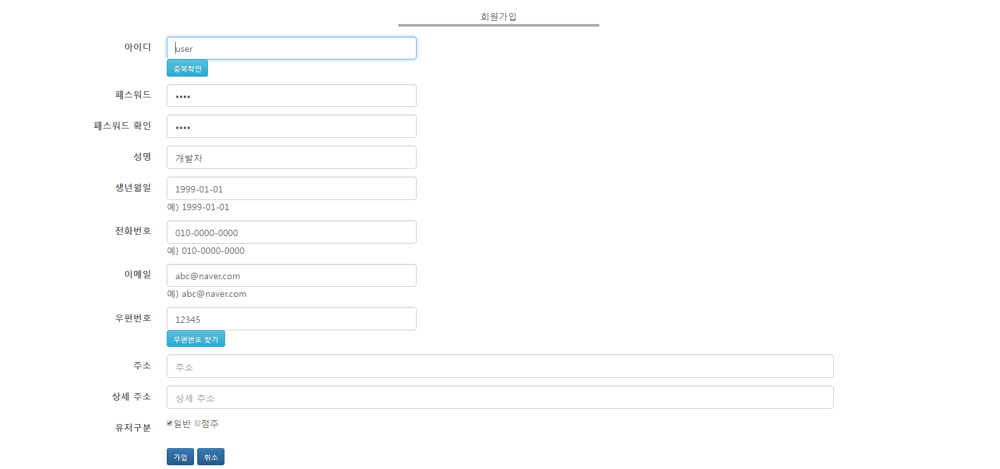 회원가입
아이디 user
중복확인
패스워드 ••••
패스워드 확인 ••••
성명 개발자
생년월일 1999-01-01
예) 1999-01-01
전화번호 010-0000-0000
예) 010-0000-0000
이메일 abc@naver.com
예) abc@naver.com
우편번호 12345
우편번호 찾기
주소 주소
상세 주소 상세 주소
유저구분 일반 점주
가입 취소